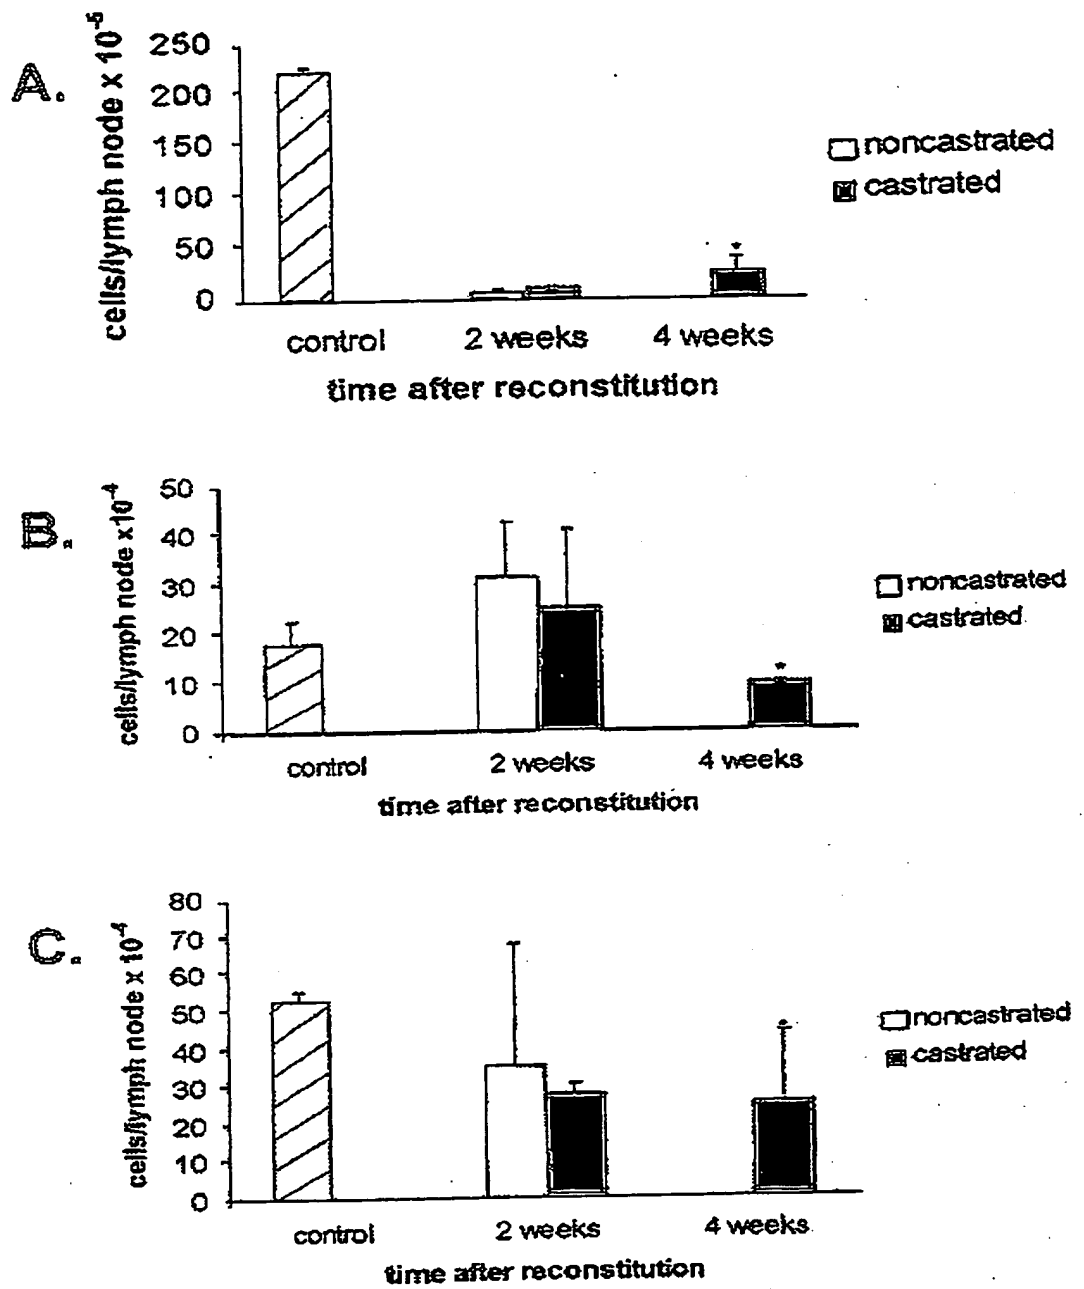 A.
cells/lymph node x 10⁻⁵
250
200
150
100
50
0
noncastrated
castrated
*
control 2 weeks 4 weeks
time after reconstitution
B.
cells/lymph node x10⁻⁴
50
40
30
20
10
0
noncastrated
castrated
*
control 2 weeks 4 weeks
time after reconstitution
C.
cells/lymph node x 10⁻⁴
80
70
60
50
40
30
20
10
0
noncastrated
castrated
*
control 2 weeks 4 weeks
time after reconstitution